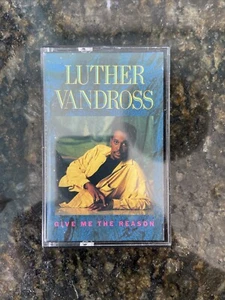 LUTHER
VANDROSS
GIVE ME THE REASON